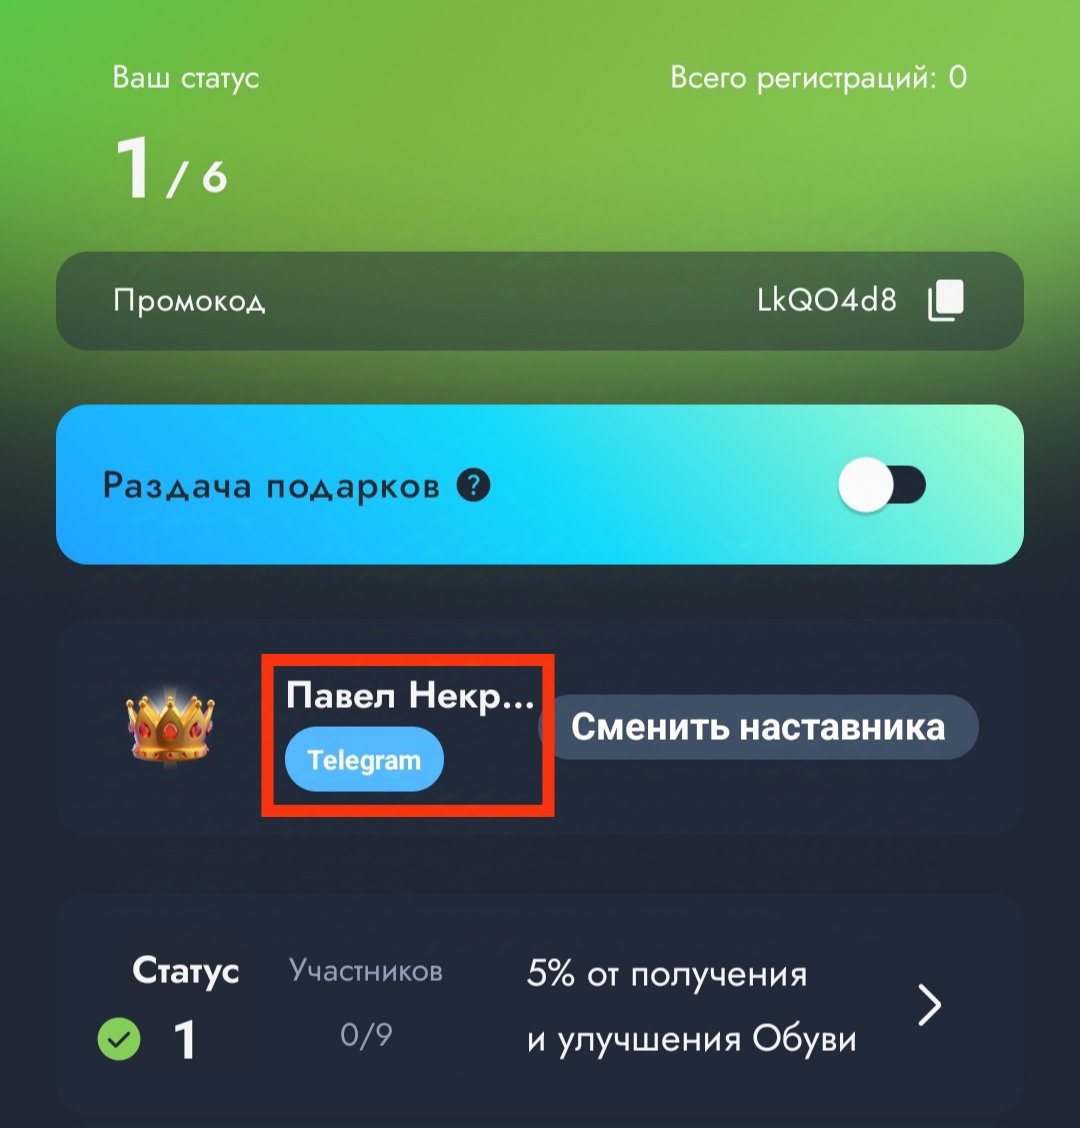 Ваш статус
Всего регистраций: 0
1 / 6
Промокод
LkQO4d8
Раздача подарков ?
Павел Некр...
Telegram
Сменить наставника
Статус
Участников
5% от получения
1
0/9
и улучшения Обуви